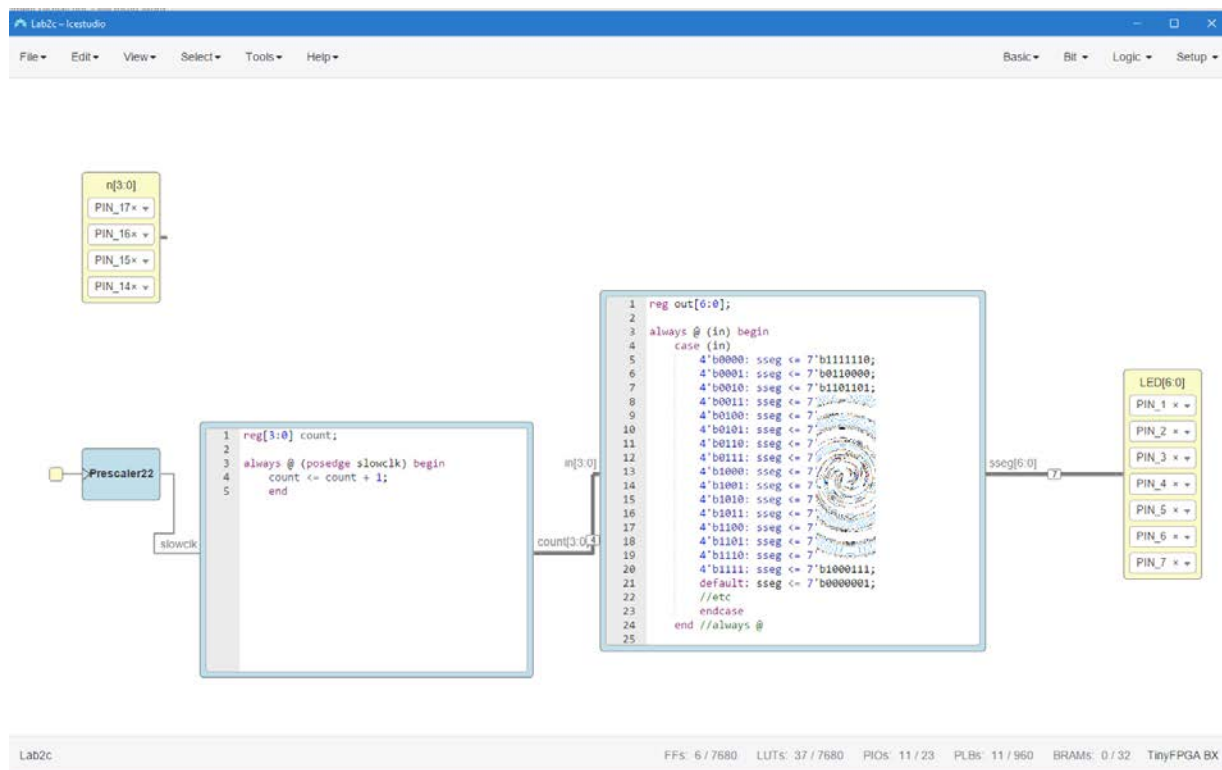 Lab2c – Icestudio
File Edit View Select Tools Help Basic Bit Logic Setup
n[3:0]
PIN_17×
PIN_16×
PIN_15×
PIN_14×
Prescaler22
slowclk
1 reg[3:0] count;
2
3 always @ (posedge slowclk) begin
4 count <= count + 1;
5 end
count[3:0]
4
in[3:0]
1 reg out[6:0];
2
3 always @ (in) begin
4 case (in)
5 4'b0000: sseg <= 7'b1111110;
6 4'b0001: sseg <= 7'b0110000;
7 4'b0010: sseg <= 7'b1101101;
8 4'b0011: sseg <= 7'
9 4'b0100: sseg <= 7'
10 4'b0101: sseg <= 7'
11 4'b0110: sseg <= 7'
12 4'b0111: sseg <= 7'
13 4'b1000: sseg <= 7'
14 4'b1001: sseg <= 7'
15 4'b1010: sseg <= 7'
16 4'b1011: sseg <= 7'
17 4'b1100: sseg <= 7'
18 4'b1101: sseg <= 7'
19 4'b1110: sseg <= 7'
20 4'b1111: sseg <= 7'b1000111;
21 default: sseg <= 7'b0000001;
22 //etc
23 endcase
24 end //always @
25
sseg[6:0]
7
LED[6:0]
PIN_1 ×
PIN_2 ×
PIN_3 ×
PIN_4 ×
PIN_5 ×
PIN_6 ×
PIN_7 ×
Lab2c FFs: 6 / 7680 LUTs: 37 / 7680 PIOs: 11 / 23 PLBs: 11 / 960 BRAMs: 0 / 32 TinyFPGA BX